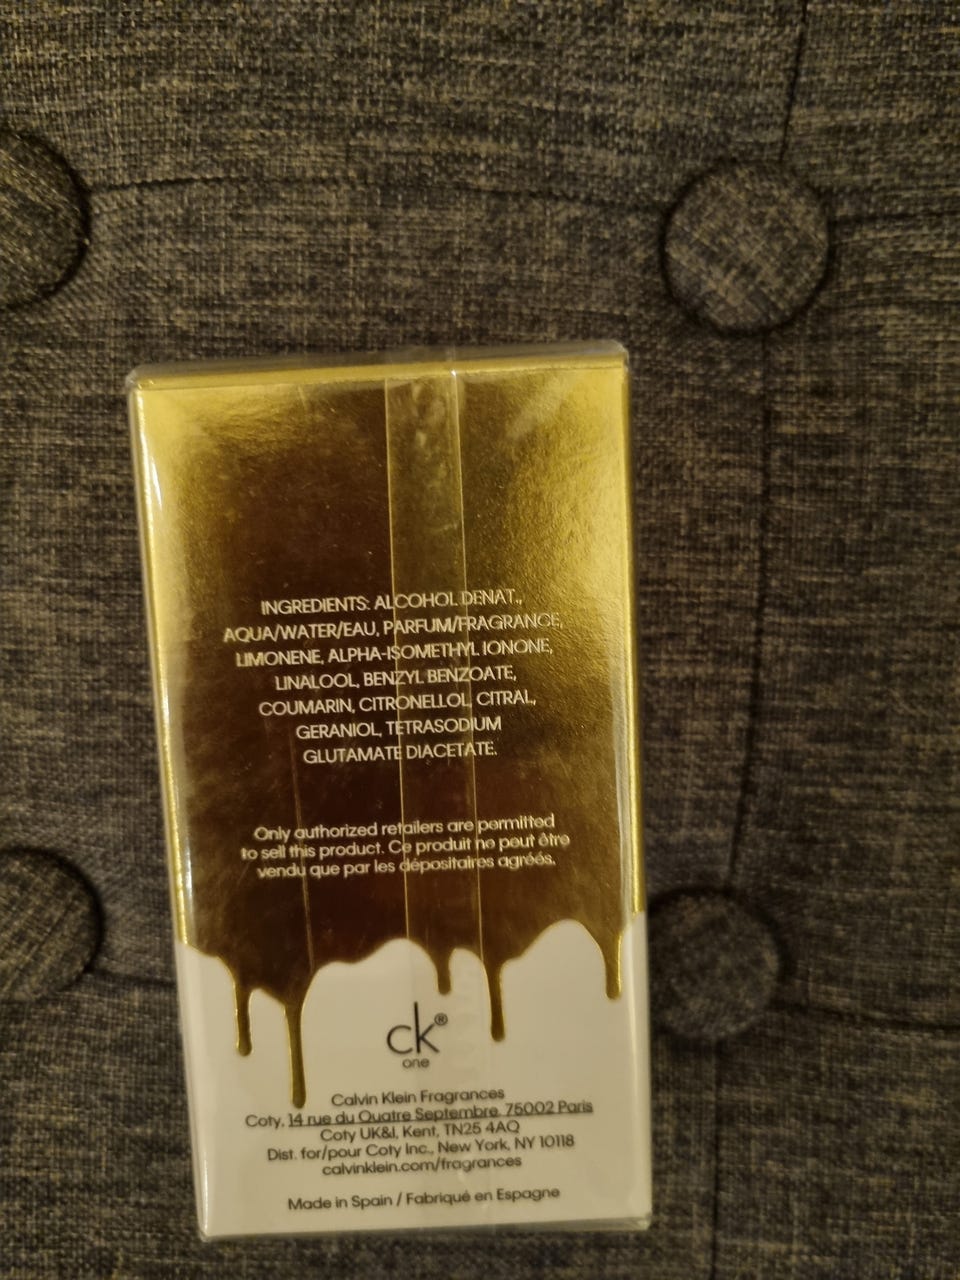 INGREDIENTS: ALCOHOL DENAT.,
AQUA/WATER/EAU, PARFUM/FRAGRANCE,
LIMONENE, ALPHA-ISOMETHYL IONONE,
LINALOOL, BENZYL BENZOATE,
COUMARIN, CITRONELLOL, CITRAL,
GERANIOL, TETRASODIUM
GLUTAMATE DIACETATE.
Only authorized retailers are permitted
to sell this product. Ce produit ne peut être
vendu que par les dépositaires agréés.
ck®
one
Calvin Klein Fragrances
Coty, 14 rue du Quatre Septembre, 75002 Paris
Coty UK&I, Kent, TN25 4AQ
Dist. for/pour Coty Inc., New York, NY 10118
calvinklein.com/fragrances
Made in Spain / Fabriqué en Espagne